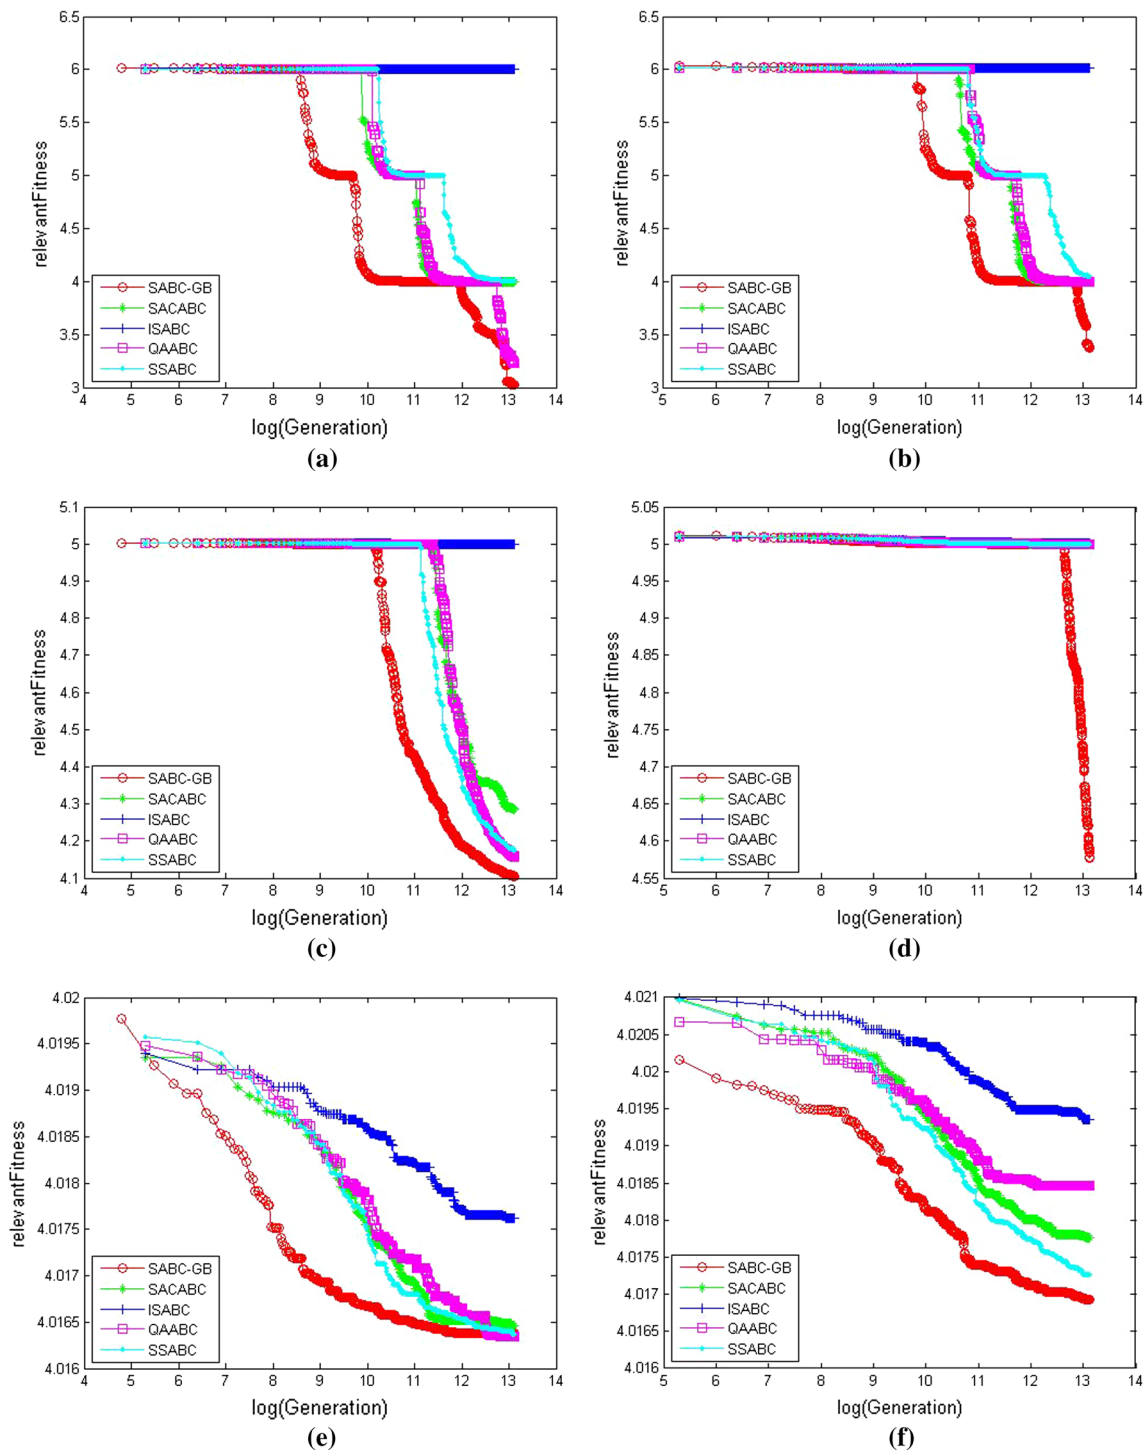 relevantFitness
6.5
6
5.5
5
4.5
4
3.5
3
SABC-GB
SACABC
ISABC
QAABC
SSABC
4 5 6 7 8 9 10 11 12 13 14
log(Generation)
(a)
relevantFitness
6.5
6
5.5
5
4.5
4
3.5
3
SABC-GB
SACABC
ISABC
QAABC
SSABC
5 6 7 8 9 10 11 12 13 14
log(Generation)
(b)
relevantFitness
5.1
5
4.9
4.8
4.7
4.6
4.5
4.4
4.3
4.2
4.1
SABC-GB
SACABC
ISABC
QAABC
SSABC
4 5 6 7 8 9 10 11 12 13 14
log(Generation)
(c)
relevantFitness
5.05
5
4.95
4.9
4.85
4.8
4.75
4.7
4.65
4.6
4.55
SABC-GB
SACABC
ISABC
QAABC
SSABC
5 6 7 8 9 10 11 12 13 14
log(Generation)
(d)
relevantFitness
4.02
4.0195
4.019
4.0185
4.018
4.0175
4.017
4.0165
4.016
SABC-GB
SACABC
ISABC
QAABC
SSABC
4 5 6 7 8 9 10 11 12 13 14
log(Generation)
(e)
relevantFitness
4.021
4.0205
4.02
4.0195
4.019
4.0185
4.018
4.0175
4.017
4.0165
4.016
SABC-GB
SACABC
ISABC
QAABC
SSABC
5 6 7 8 9 10 11 12 13 14
log(Generation)
(f)